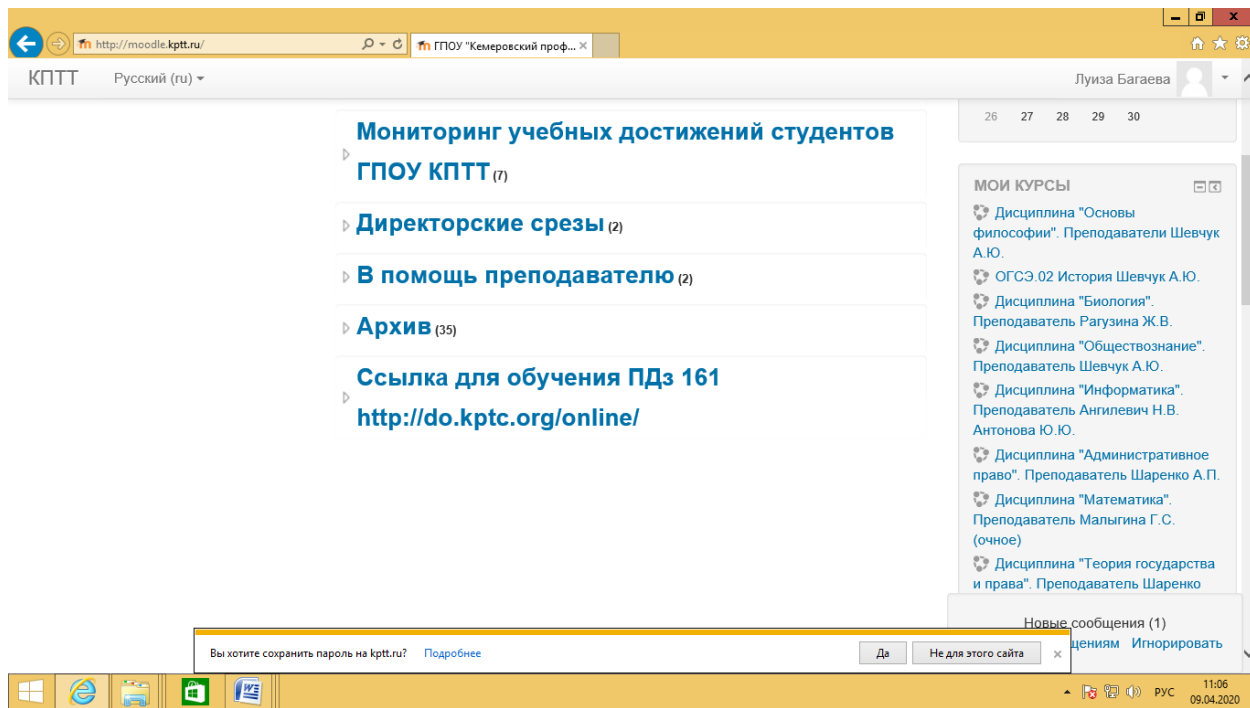 http://moodle.kptt.ru/
ГПОУ "Кемеровский проф...
КПТТ Русский (ru)
Луиза Багаева
Мониторинг учебных достижений студентов
ГПОУ КПТТ (7)
Директорские срезы (2)
В помощь преподавателю (2)
Архив (35)
Ссылка для обучения ПДз 161
http://do.kptc.org/online/
26 27 28 29 30
МОИ КУРСЫ
Дисциплина "Основы
философии". Преподаватели Шевчук
А.Ю.
ОГСЭ.02 История Шевчук А.Ю.
Дисциплина "Биология".
Преподаватель Рагузина Ж.В.
Дисциплина "Обществознание".
Преподаватель Шевчук А.Ю.
Дисциплина "Информатика".
Преподаватель Ангилевич Н.В.
Антонова Ю.Ю.
Дисциплина "Административное
право". Преподаватель Шаренко А.П.
Дисциплина "Математика".
Преподаватель Малыгина Г.С.
(очное)
Дисциплина "Теория государства
и права". Преподаватель Шаренко
Новые сообщения (1)
щениям Игнорировать
Вы хотите сохранить пароль на kptt.ru? Подробнее
Да
Не для этого сайта
РУС
11:06
09.04.2020